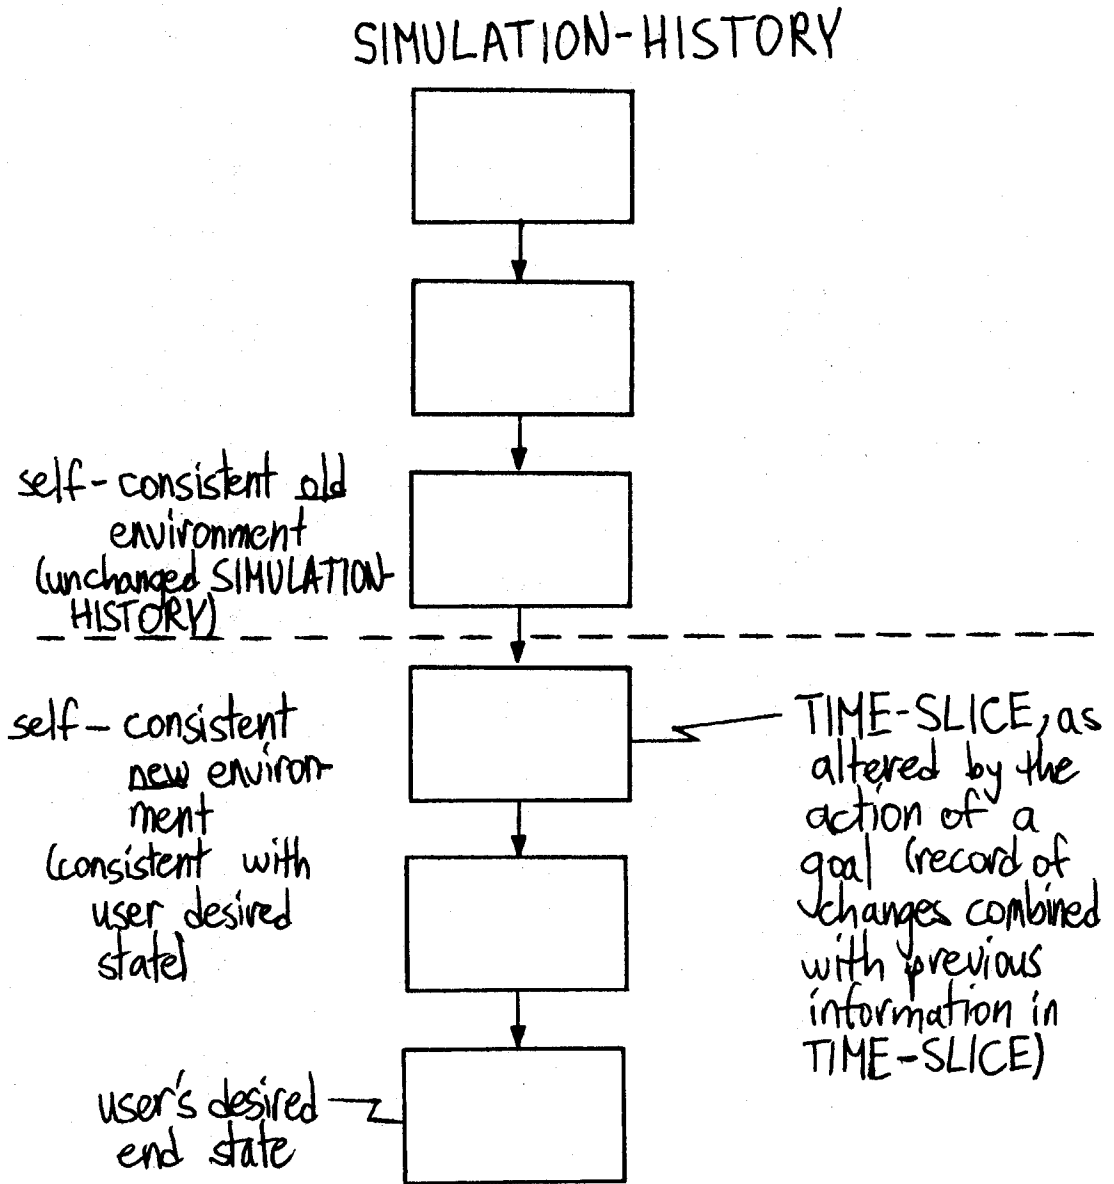 SIMULATION-HISTORY
self-consistent old
environment
(unchanged SIMULATION-
HISTORY)
self-consistent
new environ-
ment
(consistent with
user desired
state)
TIME-SLICE, as
altered by the
action of a
goal (record of
changes combined
with previous
information in
TIME-SLICE)
user's desired
end state